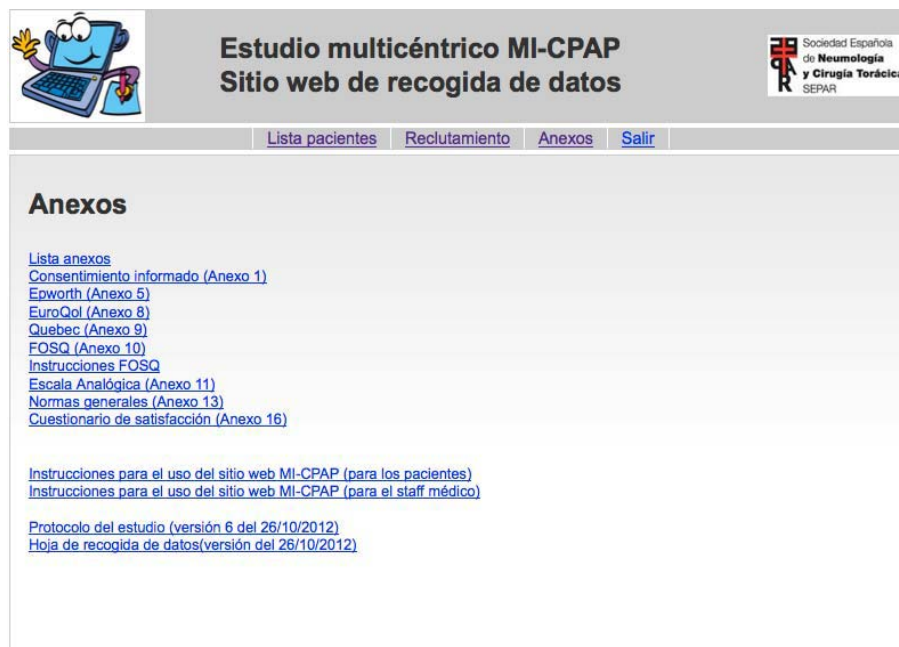 Estudio multicéntrico MI-CPAP
Sitio web de recogida de datos
SEPAR
Sociedad Española
de Neumología
y Cirugía Torácica
SEPAR
Lista pacientes
Reclutamiento
Anexos
Salir
Anexos
Lista anexos
Consentimiento informado (Anexo 1)
Epworth (Anexo 5)
EuroQol (Anexo 8)
Quebec (Anexo 9)
FOSQ (Anexo 10)
Instrucciones FOSQ
Escala Analógica (Anexo 11)
Normas generales (Anexo 13)
Cuestionario de satisfacción (Anexo 16)
Instrucciones para el uso del sitio web MI-CPAP (para los pacientes)
Instrucciones para el uso del sitio web MI-CPAP (para el staff médico)
Protocolo del estudio (versión 6 del 26/10/2012)
Hoja de recogida de datos(versión del 26/10/2012)